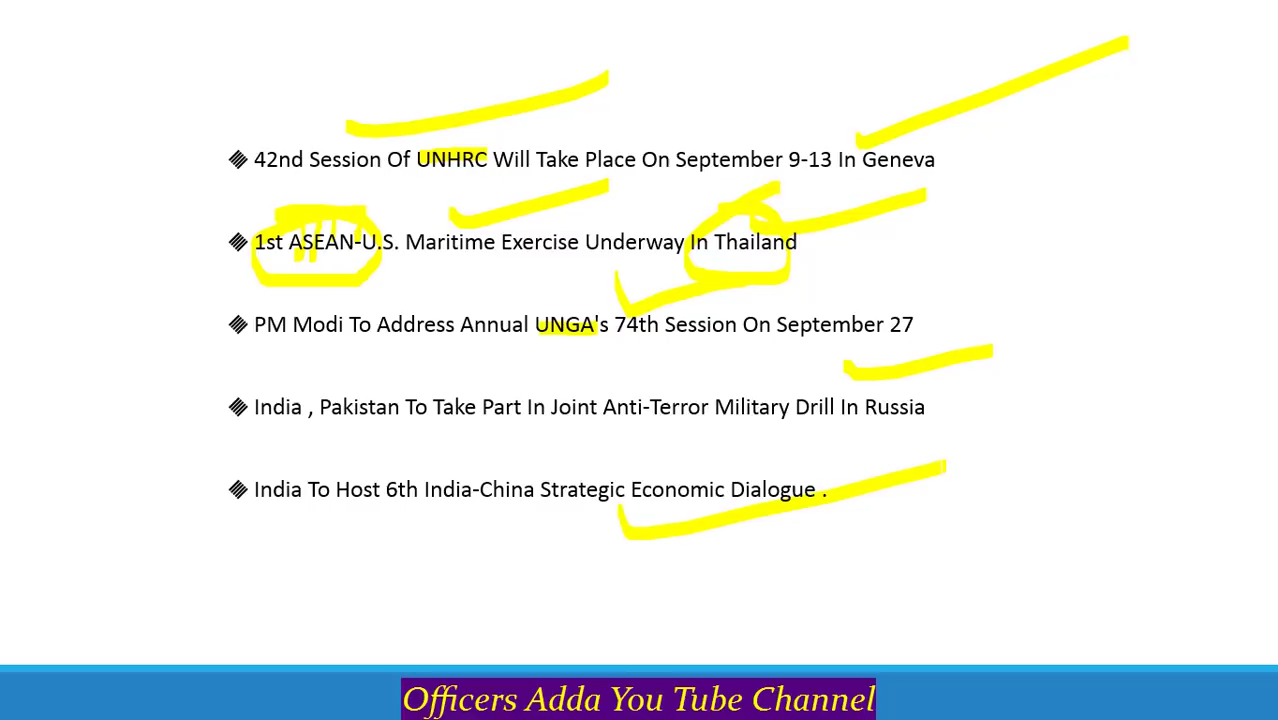 42nd Session Of UNHRC Will Take Place On September 9-13 In Geneva
1st ASEAN-U.S. Maritime Exercise Underway In Thailand
PM Modi To Address Annual UNGA's 74th Session On September 27
India , Pakistan To Take Part In Joint Anti-Terror Military Drill In Russia
India To Host 6th India-China Strategic Economic Dialogue .
Officers Adda You Tube Channel